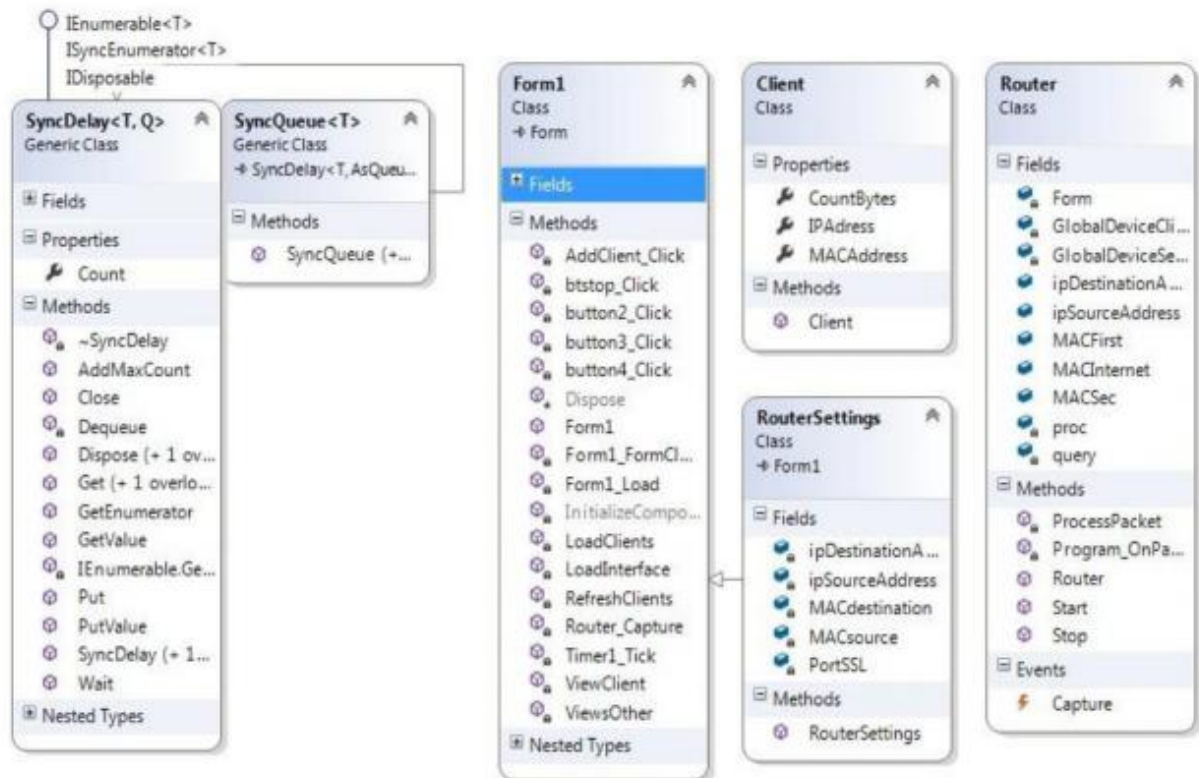 IEnumerable<T>
ISyncEnumerator<T>
IDisposable
SyncDelay<T, Q>
Generic Class
Fields
Properties
Count
Methods
~SyncDelay
AddMaxCount
Close
Dequeue
Dispose (+ 1 ov...
Get (+ 1 overlo...
GetEnumerator
GetValue
IEnumerable.Ge...
Put
PutValue
SyncDelay (+ 1...
Wait
Nested Types
SyncQueue<T>
Generic Class
SyncDelay<T, AsQueu...
Methods
SyncQueue (+...
Form1
Class
Form
Fields
Methods
AddClient_Click
btstop_Click
button2_Click
button3_Click
button4_Click
Dispose
Form1
Form1_FormCl...
Form1_Load
InitializeCompo...
LoadClients
LoadInterface
RefreshClients
Router_Capture
Timer1_Tick
ViewClient
ViewsOther
Nested Types
Client
Class
Properties
CountBytes
IPAdress
MACAddress
Methods
Client
RouterSettings
Class
Form1
Fields
ipDestinationA...
ipSourceAddress
MACdestination
MACsource
PortSSL
Methods
RouterSettings
Router
Class
Fields
Form
GlobalDeviceCli...
GlobalDeviceSe...
ipDestinationA...
ipSourceAddress
MACFirst
MACInternet
MACSec
proc
query
Methods
ProcessPacket
Program_OnPa...
Router
Start
Stop
Events
Capture